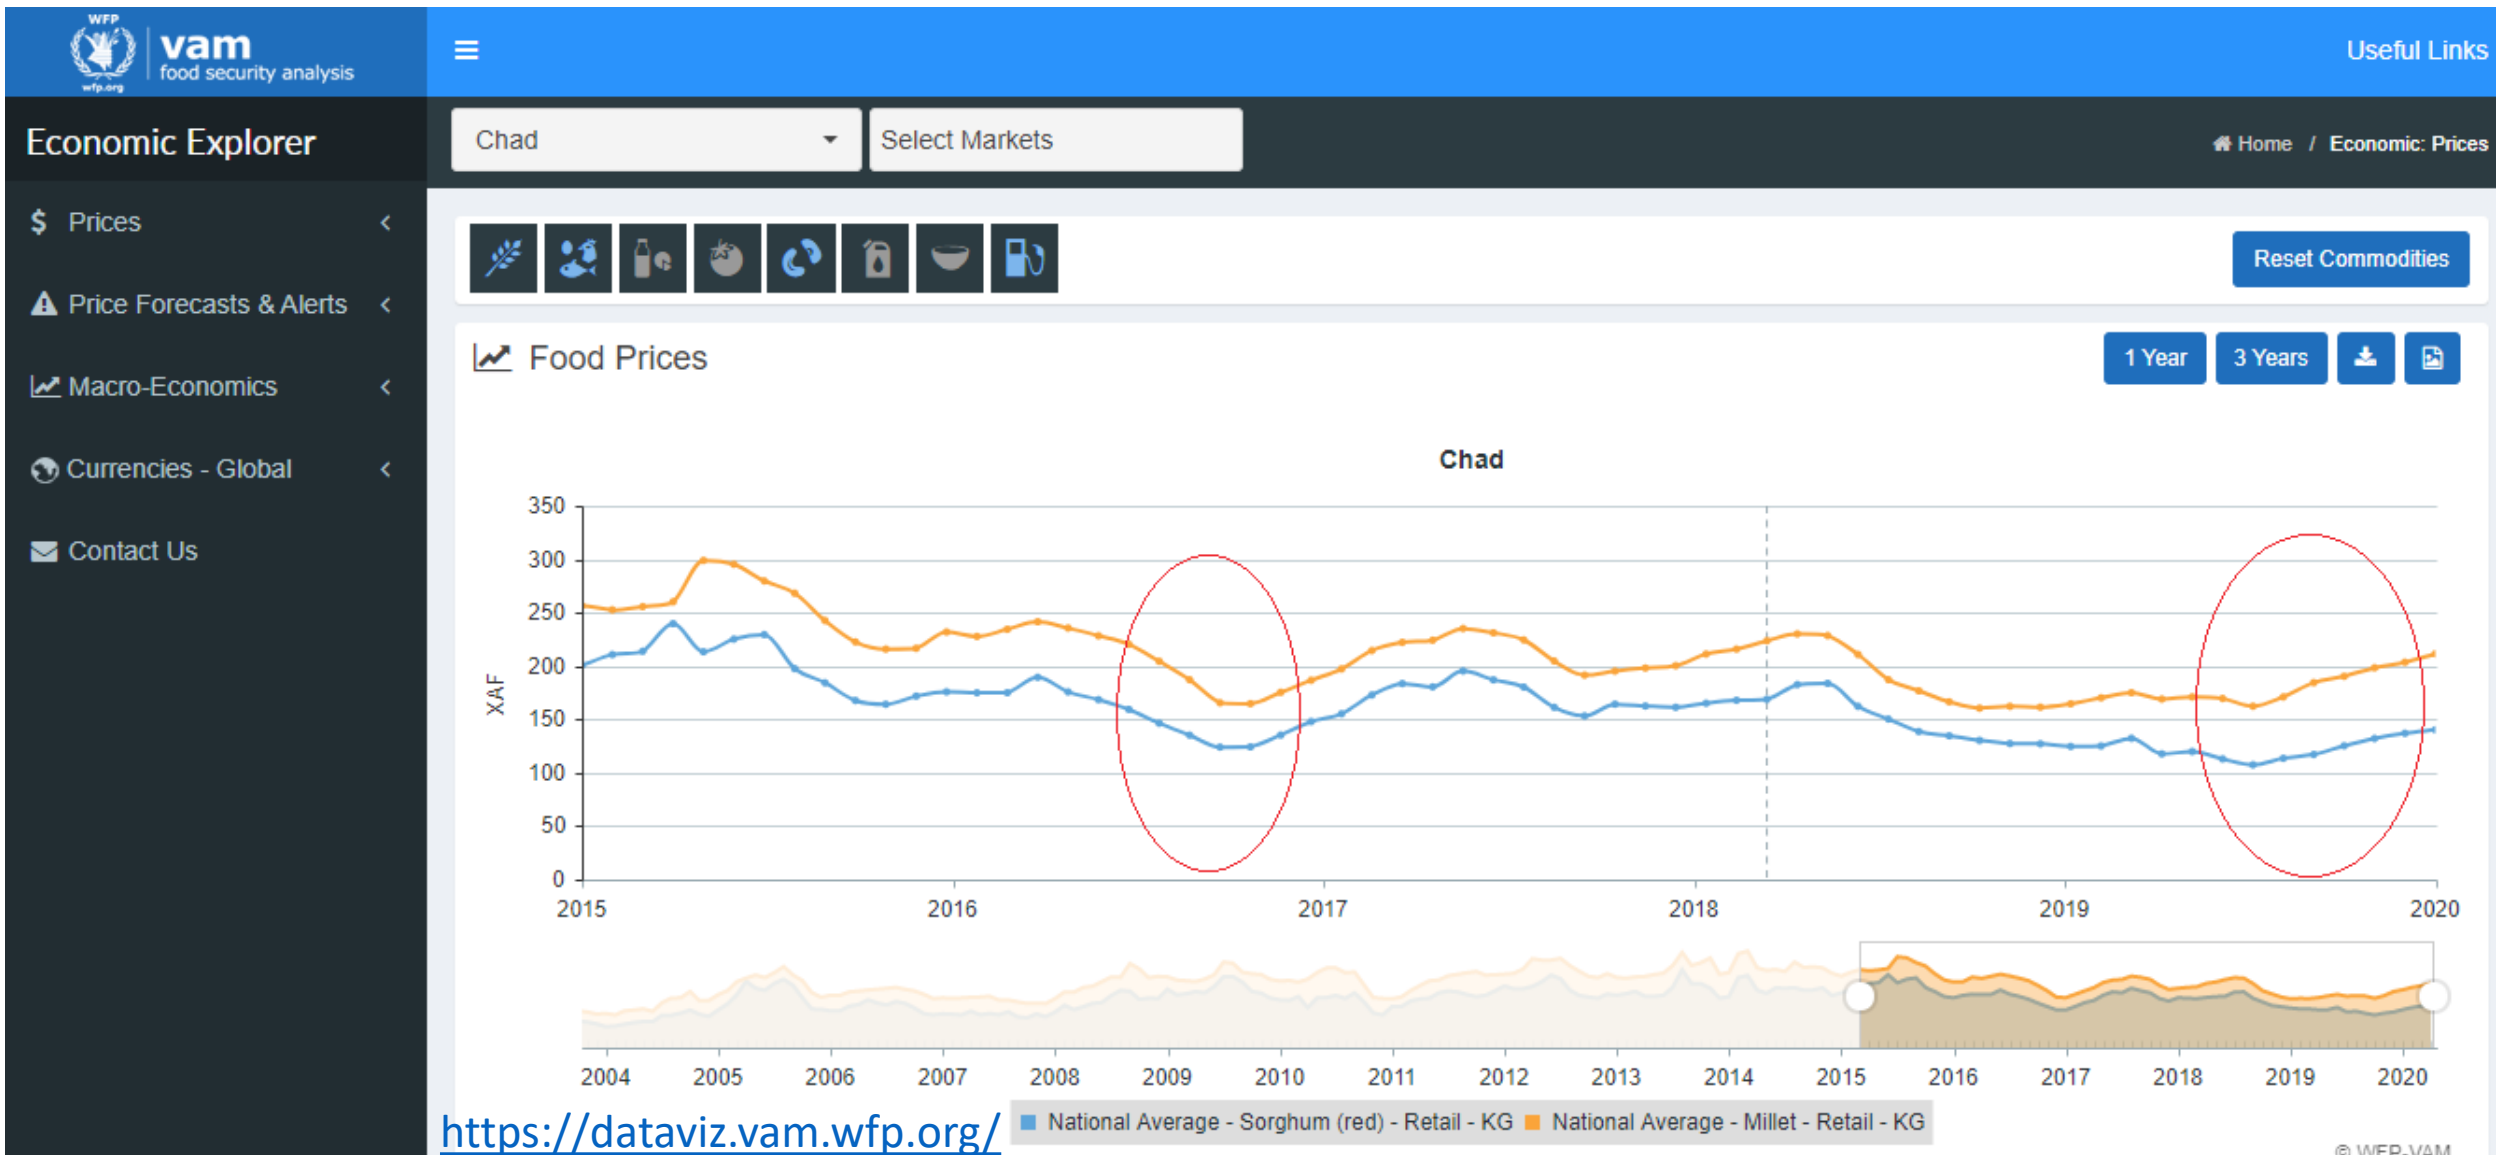 WFP
wfp.org
vam
food security analysis
Useful Links
Economic Explorer
Chad
Select Markets
Home / Economic: Prices
$ Prices
Price Forecasts & Alerts
Macro-Economics
Currencies - Global
Contact Us
Reset Commodities
Food Prices
1 Year
3 Years
Chad
350
300
250
200
150
100
50
0
XAF
2015 2016 2017 2018 2019 2020
2004 2005 2006 2007 2008 2009 2010 2011 2012 2013 2014 2015 2016 2017 2018 2019 2020
https://dataviz.vam.wfp.org/
National Average - Sorghum (red) - Retail - KG National Average - Millet - Retail - KG
© WFP-VAM